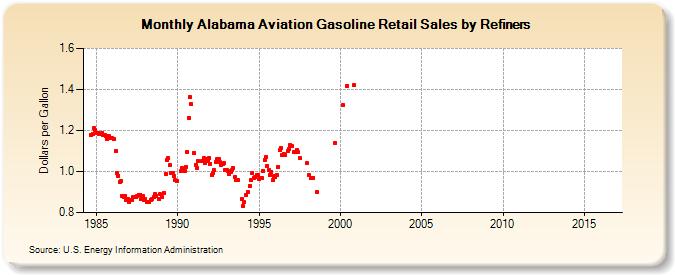 Monthly Alabama Aviation Gasoline Retail Sales by Refiners
Dollars per Gallon
1.6
1.4
1.2
1.0
0.8
1985 1990 1995 2000 2005 2010 2015
Source: U.S. Energy Information Administration